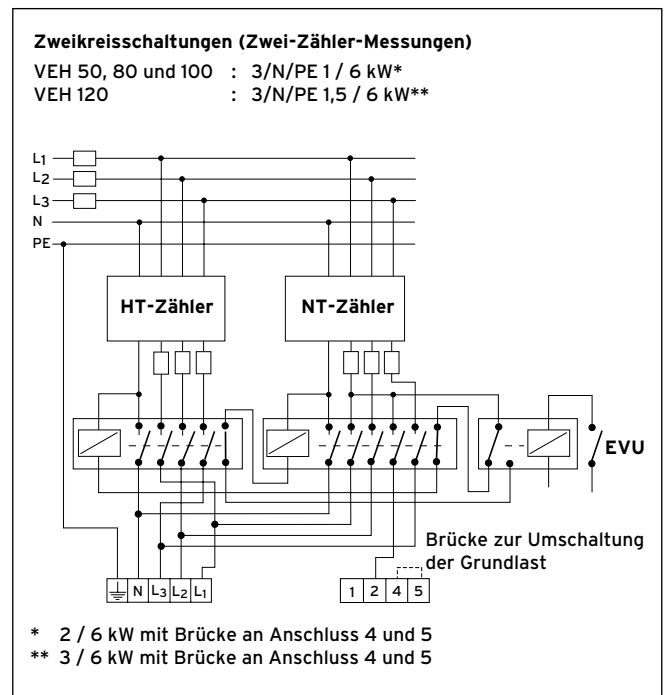 Zweikreisschaltungen (Zwei-Zähler-Messungen)
VEH 50, 80 und 100 : 3/N/PE 1 / 6 kW*
VEH 120 : 3/N/PE 1,5 / 6 kW**
L1
L2
L3
N
PE
HT-Zähler
NT-Zähler
EVU
Brücke zur Umschaltung
der Grundlast
N L3 L2 L1
1 2 4 5
* 2 / 6 kW mit Brücke an Anschluss 4 und 5
** 3 / 6 kW mit Brücke an Anschluss 4 und 5